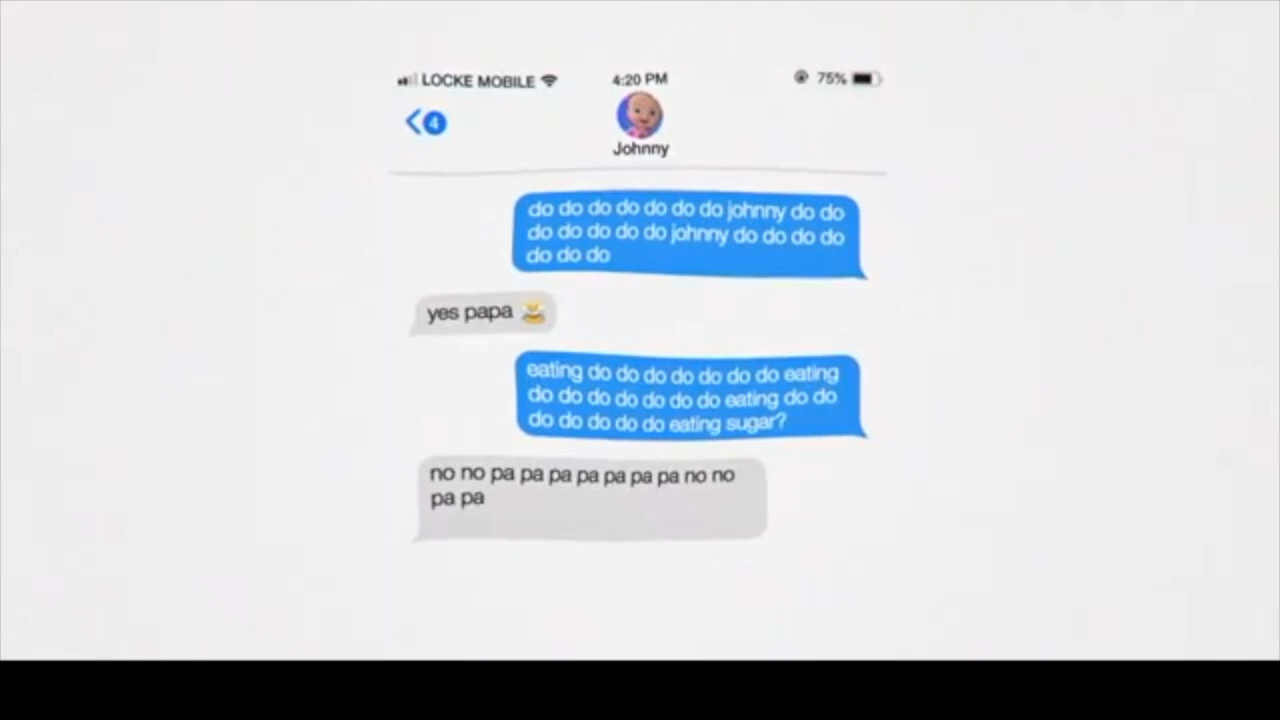 LOCKE MOBILE 4:20 PM 75%
4
Johnny
do do do do do do do johnny do do
do do do do do johnny do do do do
do do do
yes papa
eating do do do do do do do eating
do do do do do do do eating do do
do do do do do eating sugar?
no no pa pa pa pa pa pa pa no no
pa pa